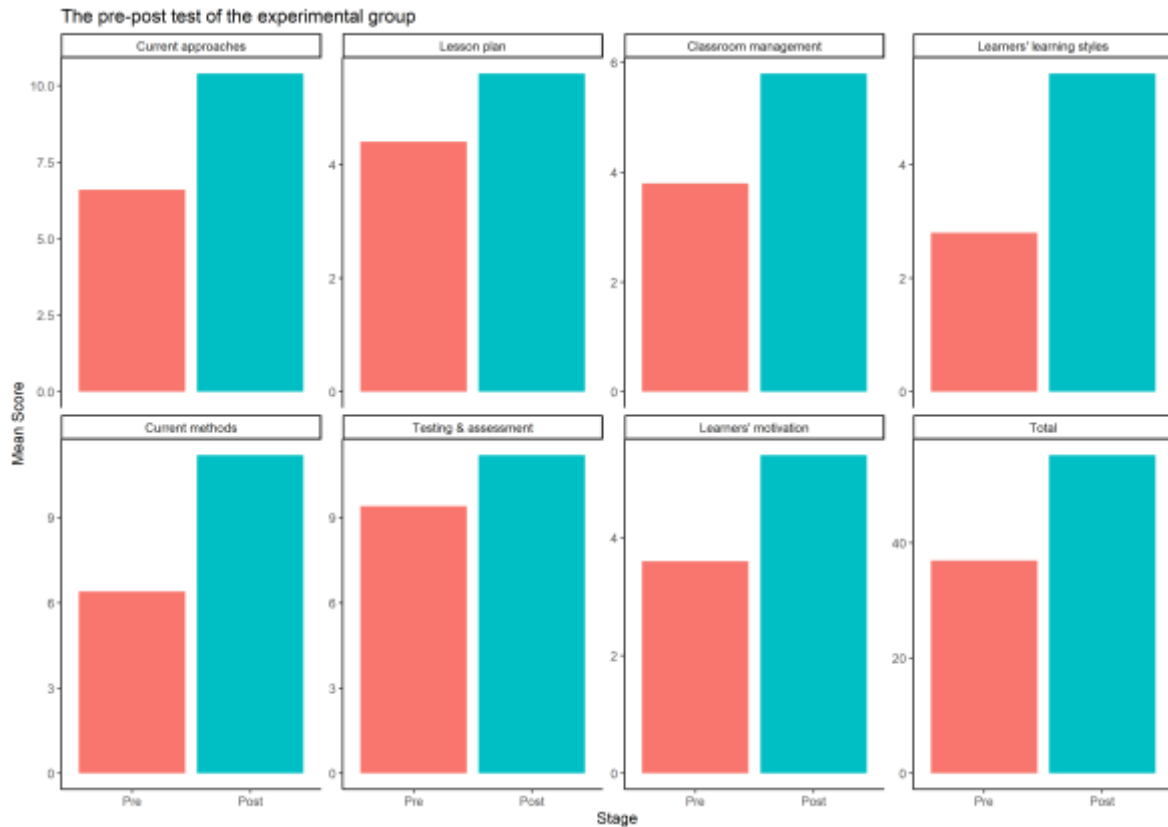 The pre-post test of the experimental group
Current approaches
Lesson plan
Classroom management
Learners' learning styles
10.0
7.5
5.0
2.5
0.0
4
2
0
6
4
2
0
4
2
0
Mean Score
Current methods
Testing & assessment
Learners' motivation
Total
9
6
3
0
9
6
3
0
4
2
0
40
20
0
Pre
Post
Pre
Post
Pre
Post
Pre
Post
Stage